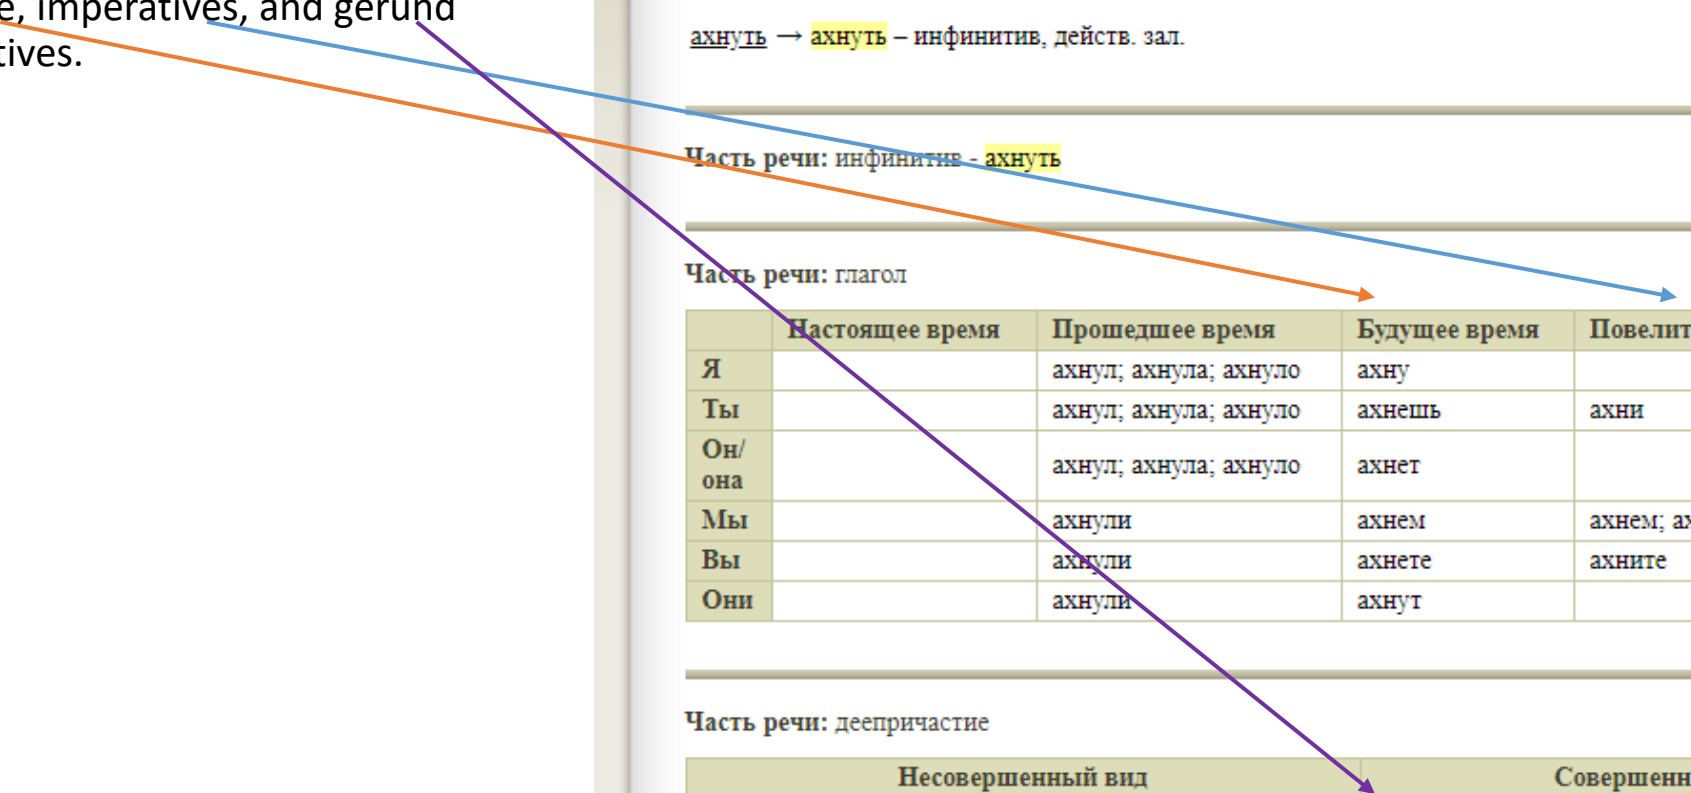 e, imperatives, and gerund
tives.
ахнуть → ахнуть – инфинитив, действ. зал.
Часть речи: инфинитив - ахнуть
Часть речи: глагол
Настоящее время Прошедшее время Будущее время Повелит
Я ахнул; ахнула; ахнуло ахну
Ты ахнул; ахнула; ахнуло ахнешь ахни
Он/
она ахнул; ахнула; ахнуло ахнет
Мы ахнули ахнем ахнем; ах
Вы ахнули ахнете ахните
Они ахнули ахнут
Часть речи: деепричастие
Несовершенный вид Совершенн